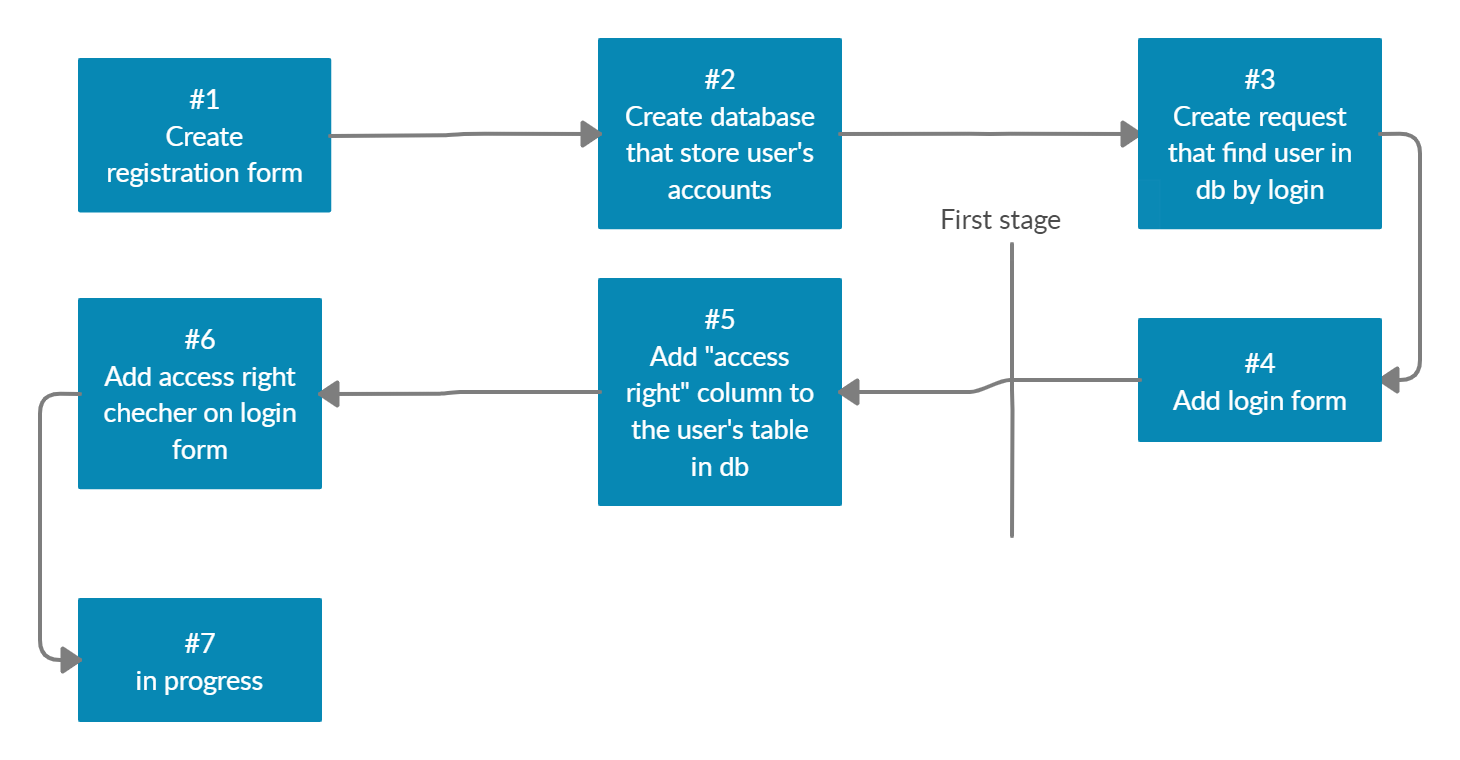 #1
Create
registration form
#2
Create database
that store user's
accounts
#3
Create request
that find user in
db by login
First stage
#4
Add login form
#5
Add "access
right" column to
the user's table
in db
#6
Add access right
checher on login
form
#7
in progress